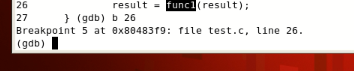 26 result = func1(result);
27 } (gdb) b 26
Breakpoint 5 at 0x80483f9: file test.c, line 26.
(gdb)